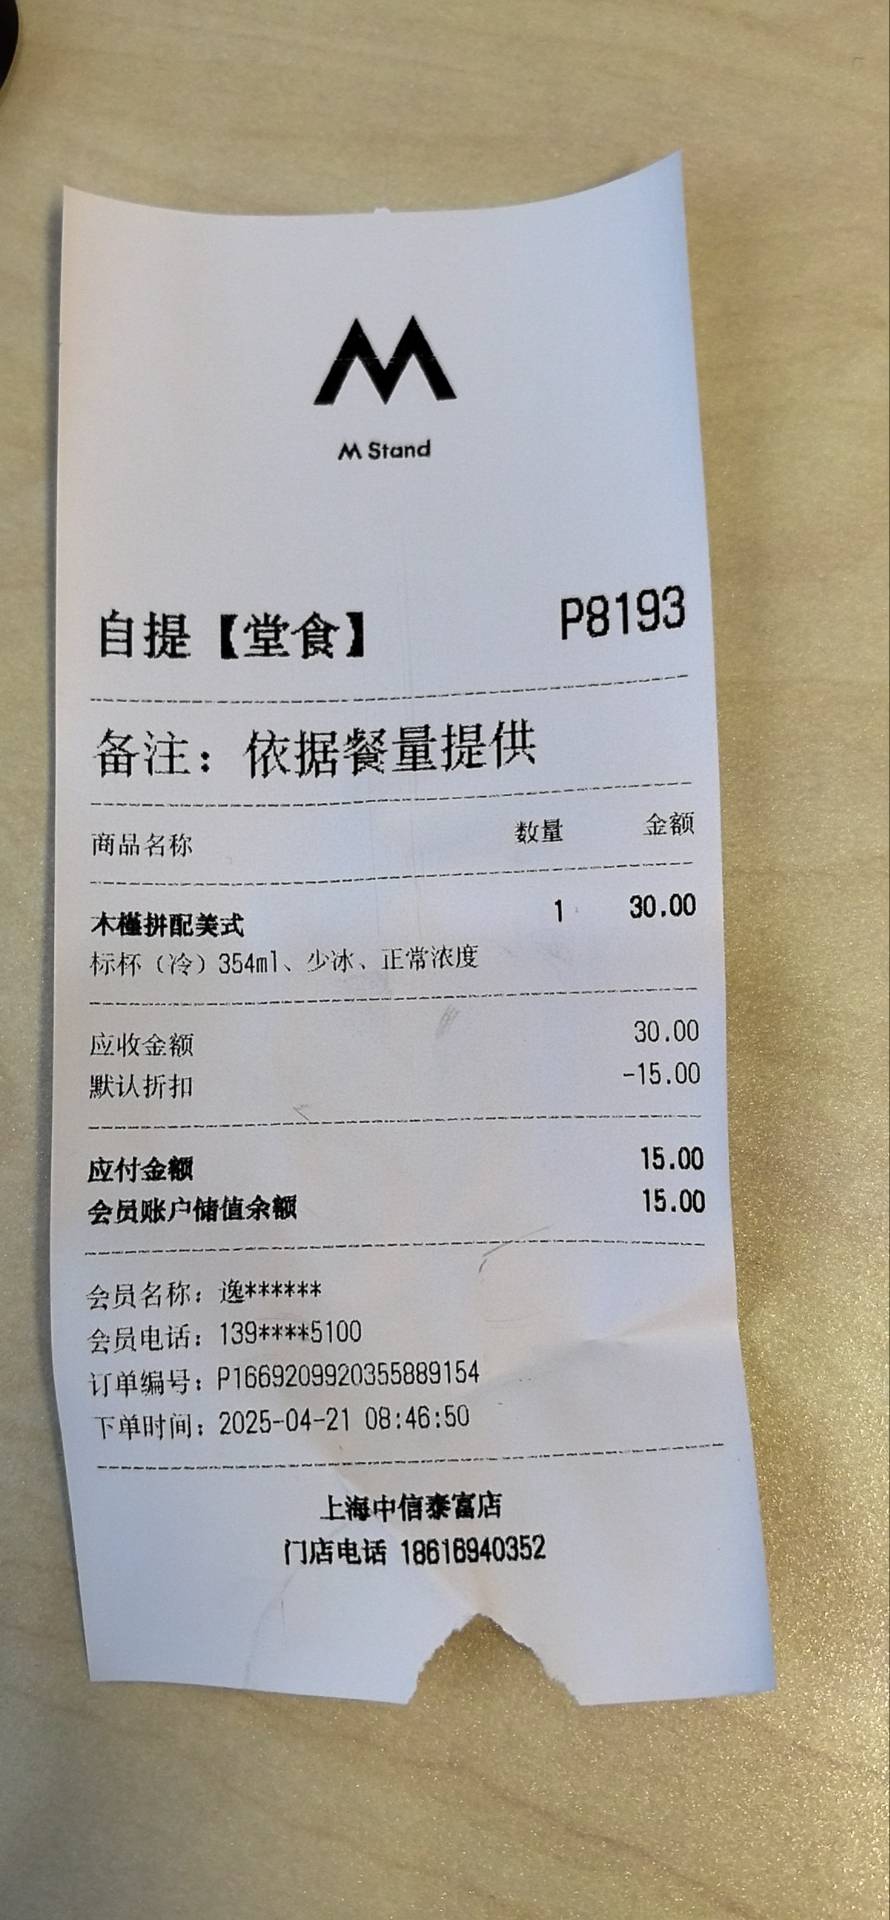 M Stand
自提【堂食】 P8193
备注：依据餐量提供
商品名称 数量 金额
木槿拼配美式 1 30.00
标杯（冷）354ml、少冰、正常浓度
应收金额 30.00
默认折扣 -15.00
应付金额 15.00
会员账户储值余额 15.00
会员名称：逸******
会员电话：139****5100
订单编号：P1669209920355889154
下单时间：2025-04-21 08:46:50
上海中信泰富店
门店电话 18616940352